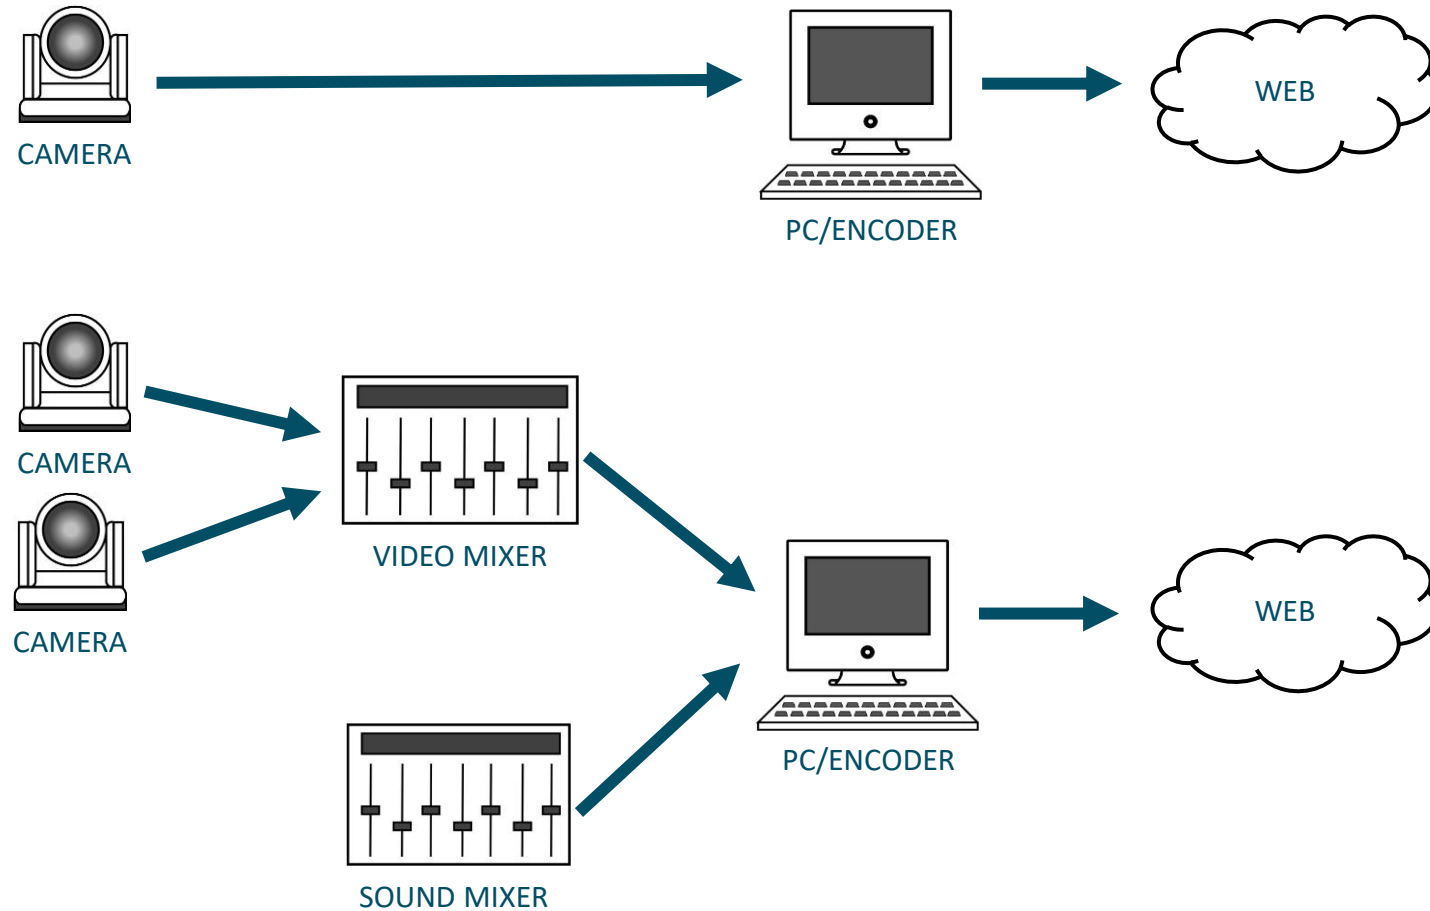 CAMERA
WEB
PC/ENCODER
CAMERA
VIDEO MIXER
CAMERA
WEB
PC/ENCODER
SOUND MIXER